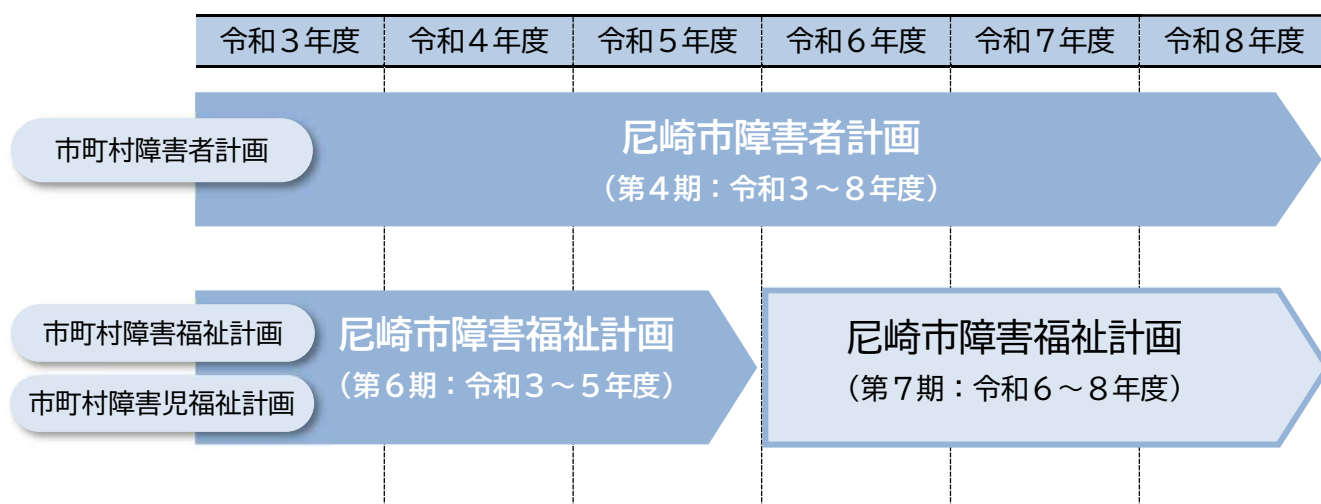 令和３年度 令和４年度 令和５年度 令和６年度 令和７年度 令和８年度
市町村障害者計画
尼崎市障害者計画
（第４期：令和３～８年度）
市町村障害福祉計画
市町村障害児福祉計画
尼崎市障害福祉計画
（第６期：令和３～５年度）
尼崎市障害福祉計画
（第７期：令和６～８年度）